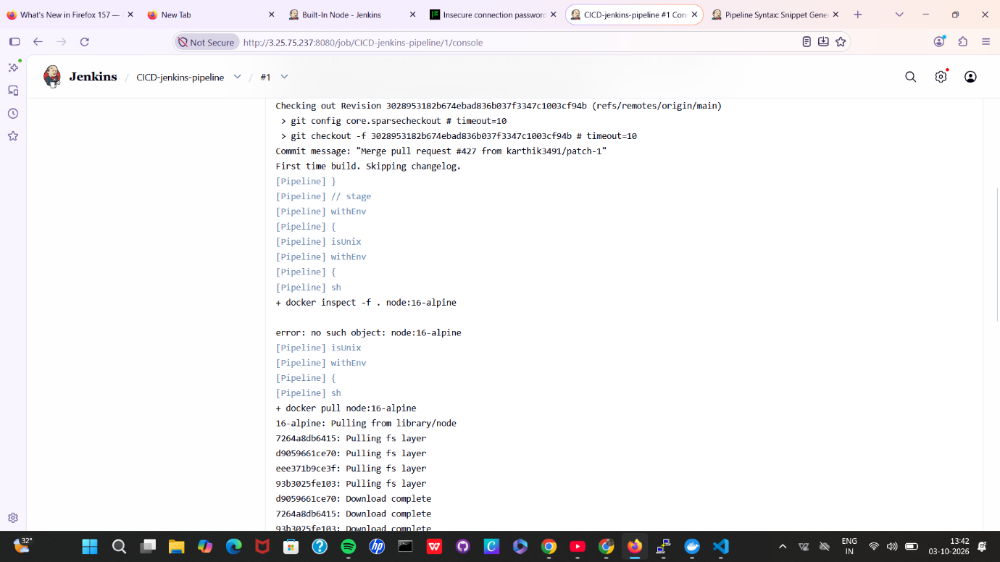 What's New in Firefox 157 —
New Tab
Built-In Node - Jenkins
Insecure connection password
CICD-jenkins-pipeline #1 Con
Pipeline Syntax: Snippet Gene
Not Secure
http://3.25.75.237:8080/job/CICD-jenkins-pipeline/1/console
Jenkins / CICD-jenkins-pipeline / #1
Checking out Revision 3028953182b674ebad836b037f3347c1003cf94b (refs/remotes/origin/main)
> git config core.sparsecheckout # timeout=10
> git checkout -f 3028953182b674ebad836b037f3347c1003cf94b # timeout=10
Commit message: "Merge pull request #427 from karthik3491/patch-1"
First time build. Skipping changelog.
[Pipeline] }
[Pipeline] // stage
[Pipeline] withEnv
[Pipeline] {
[Pipeline] isUnix
[Pipeline] withEnv
[Pipeline] {
[Pipeline] sh
+ docker inspect -f . node:16-alpine
error: no such object: node:16-alpine
[Pipeline] isUnix
[Pipeline] withEnv
[Pipeline] {
[Pipeline] sh
+ docker pull node:16-alpine
16-alpine: Pulling from library/node
7264a8db6415: Pulling fs layer
d9059661ce70: Pulling fs layer
eee371b9ce3f: Pulling fs layer
93b3025fe103: Pulling fs layer
d9059661ce70: Download complete
7264a8db6415: Download complete
93b3025fe103: Download complete
32°
ENG
IN
13:42
03-10-2026